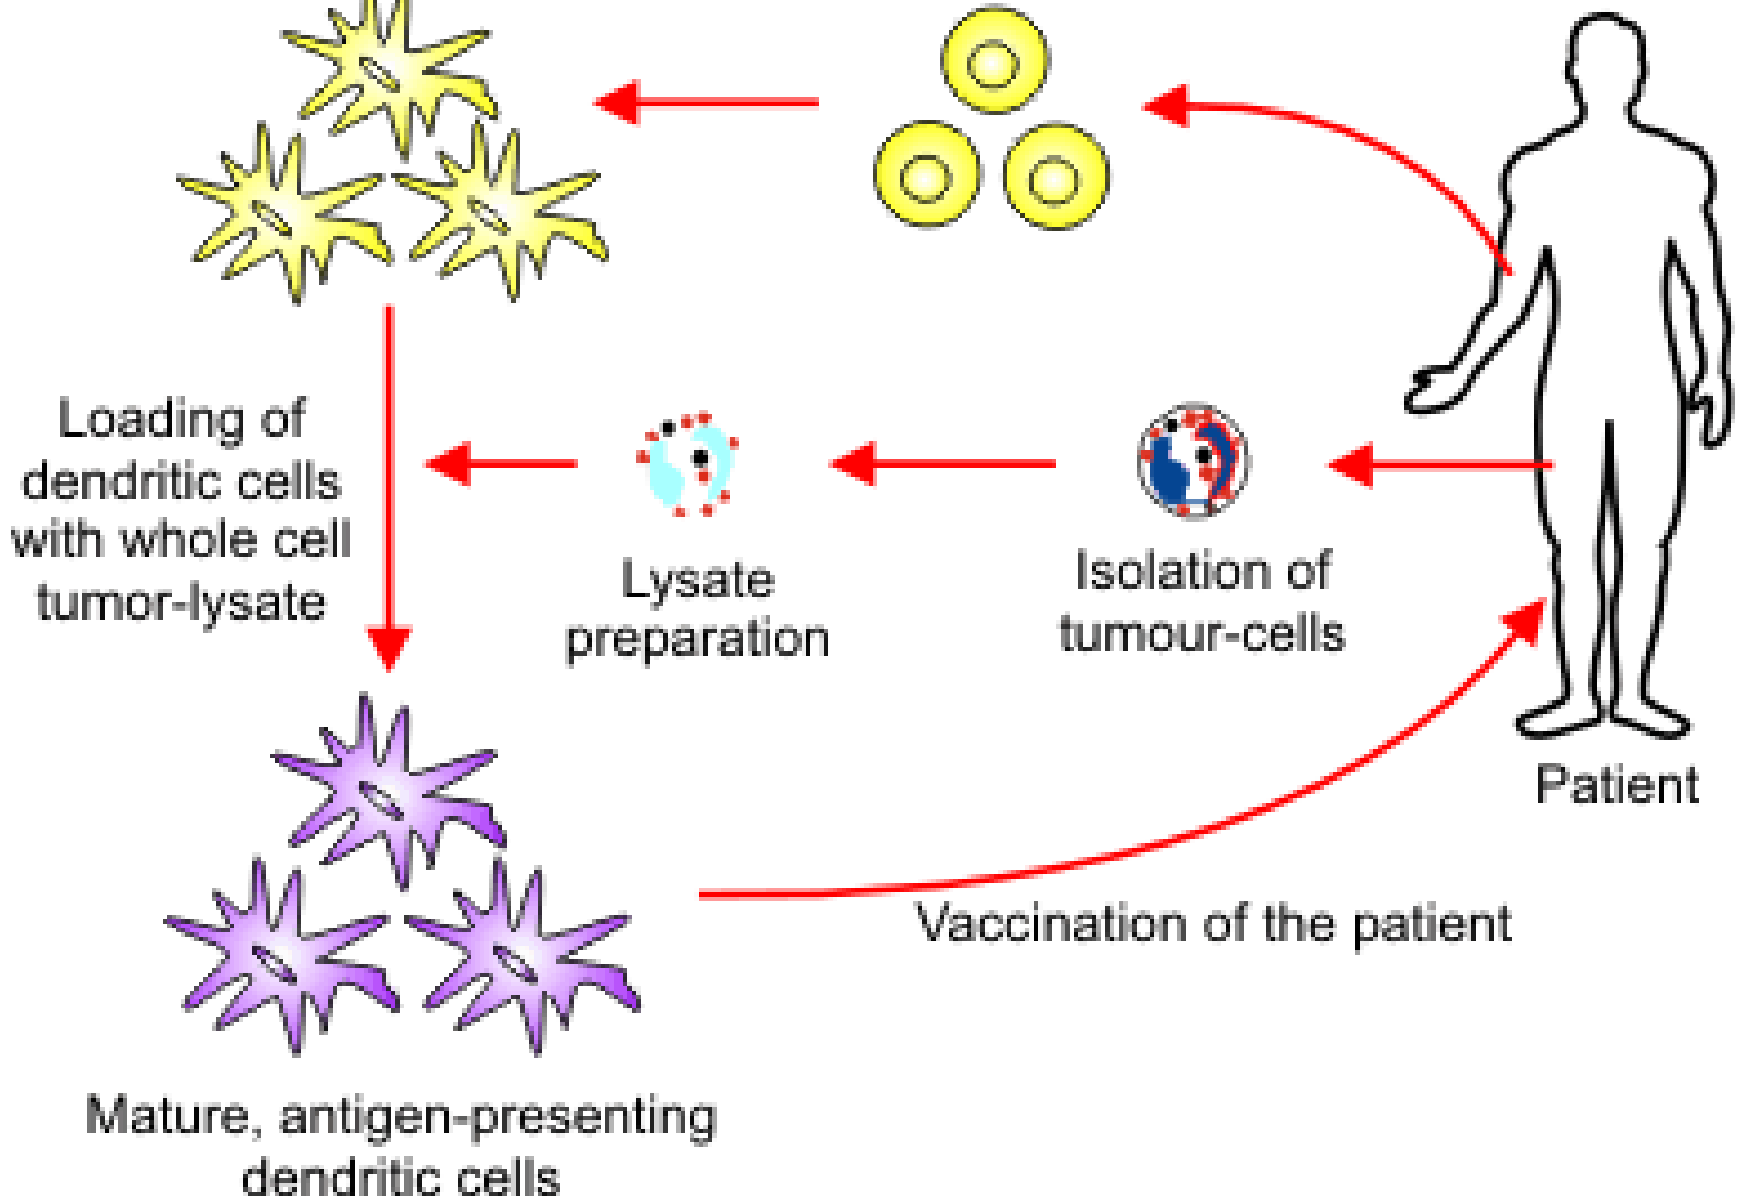 Loading of
dendritic cells
with whole cell
tumor-lysate
Lysate
preparation
Isolation of
tumour-cells
Patient
Vaccination of the patient
Mature, antigen-presenting
dendritic cells